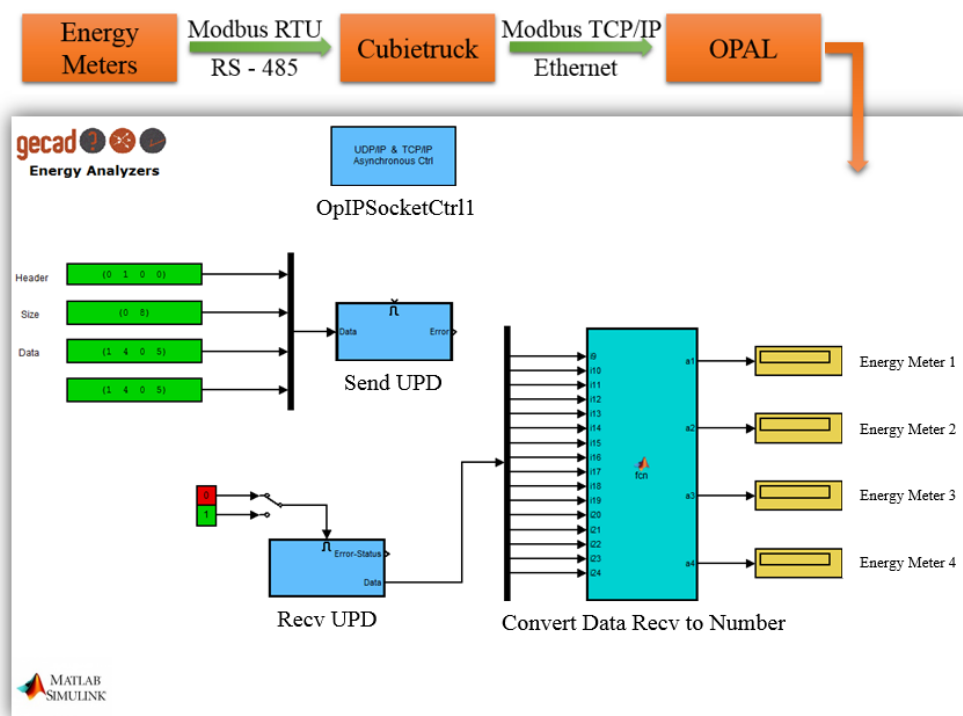 Energy
Meters
Modbus RTU
RS - 485
Cubietruck
Modbus TCP/IP
Ethernet
OPAL
gecad
Energy Analyzers
UDP/IP & TCP/IP
Asynchronous Ctrl
OpIPSocketCtrl1
Header
(0 1 0 0)
Size
(0 8)
Data
(1 4 0 5)
(1 4 0 5)
Data
Error
Send UPD
0
1
Error-Status
Data
Recv UPD
i9
i10
i11
i12
i13
i14
i15
i16
i17
i18
i19
i20
i21
i22
i23
i24
fcn
a1
a2
a3
a4
Convert Data Recv to Number
Energy Meter 1
Energy Meter 2
Energy Meter 3
Energy Meter 4
MATLAB
SIMULINK